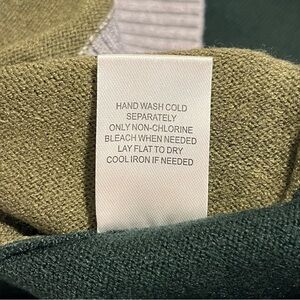 HAND WASH COLD
SEPARATELY
ONLY NON-CHLORINE
BLEACH WHEN NEEDED
LAY FLAT TO DRY
COOL IRON IF NEEDED